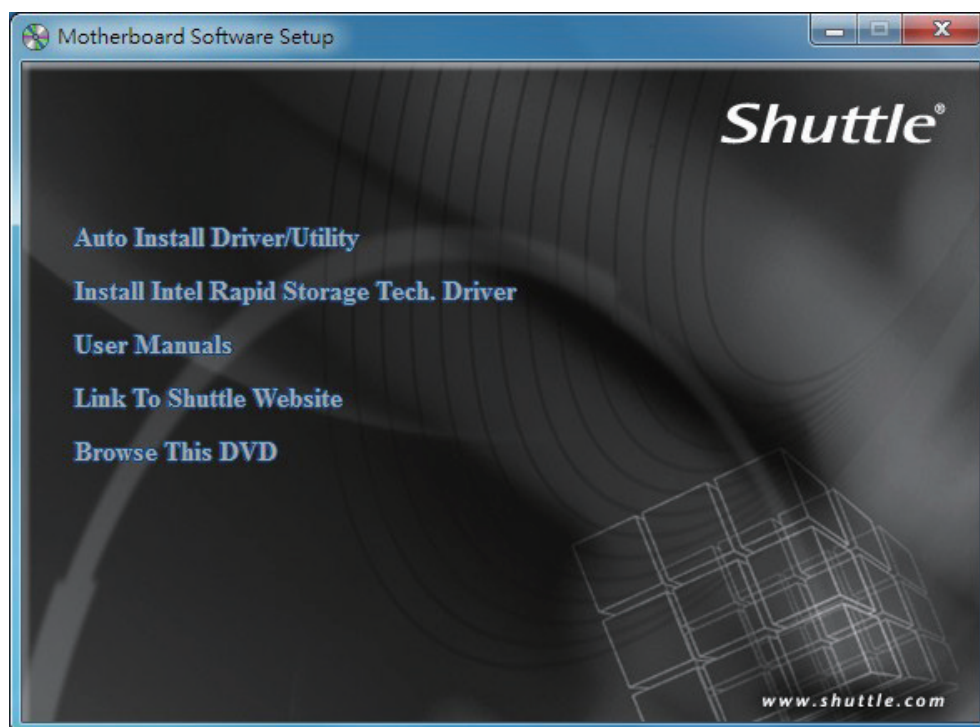 Motherboard Software Setup
Shuttle®
Auto Install Driver/Utility
Install Intel Rapid Storage Tech. Driver
User Manuals
Link To Shuttle Website
Browse This DVD
www.shuttle.com